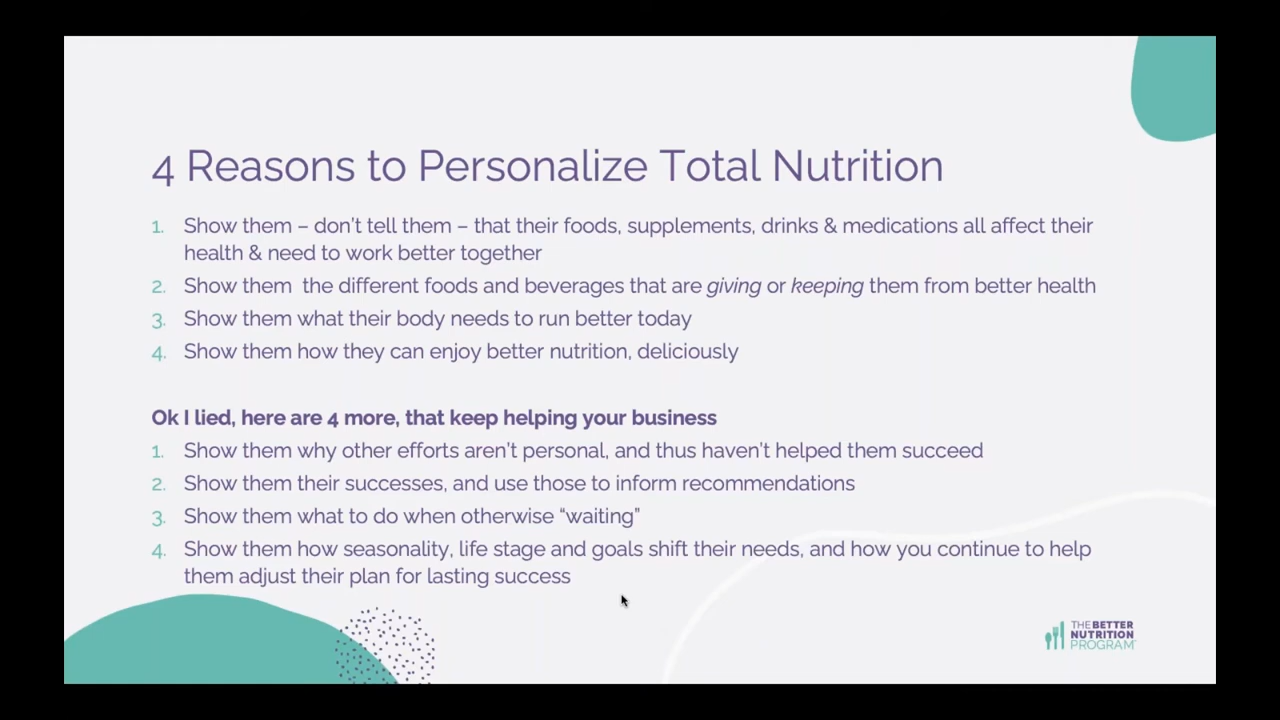 4 Reasons to Personalize Total Nutrition
1. Show them – don't tell them – that their foods, supplements, drinks & medications all affect their
health & need to work better together
2. Show them  the different foods and beverages that are giving or keeping them from better health
3. Show them what their body needs to run better today
4. Show them how they can enjoy better nutrition, deliciously
Ok I lied, here are 4 more, that keep helping your business
1. Show them why other efforts aren't personal, and thus haven't helped them succeed
2. Show them their successes, and use those to inform recommendations
3. Show them what to do when otherwise “waiting”
4. Show them how seasonality, life stage and goals shift their needs, and how you continue to help
them adjust their plan for lasting success
THE BETTER
NUTRITION
PROGRAM